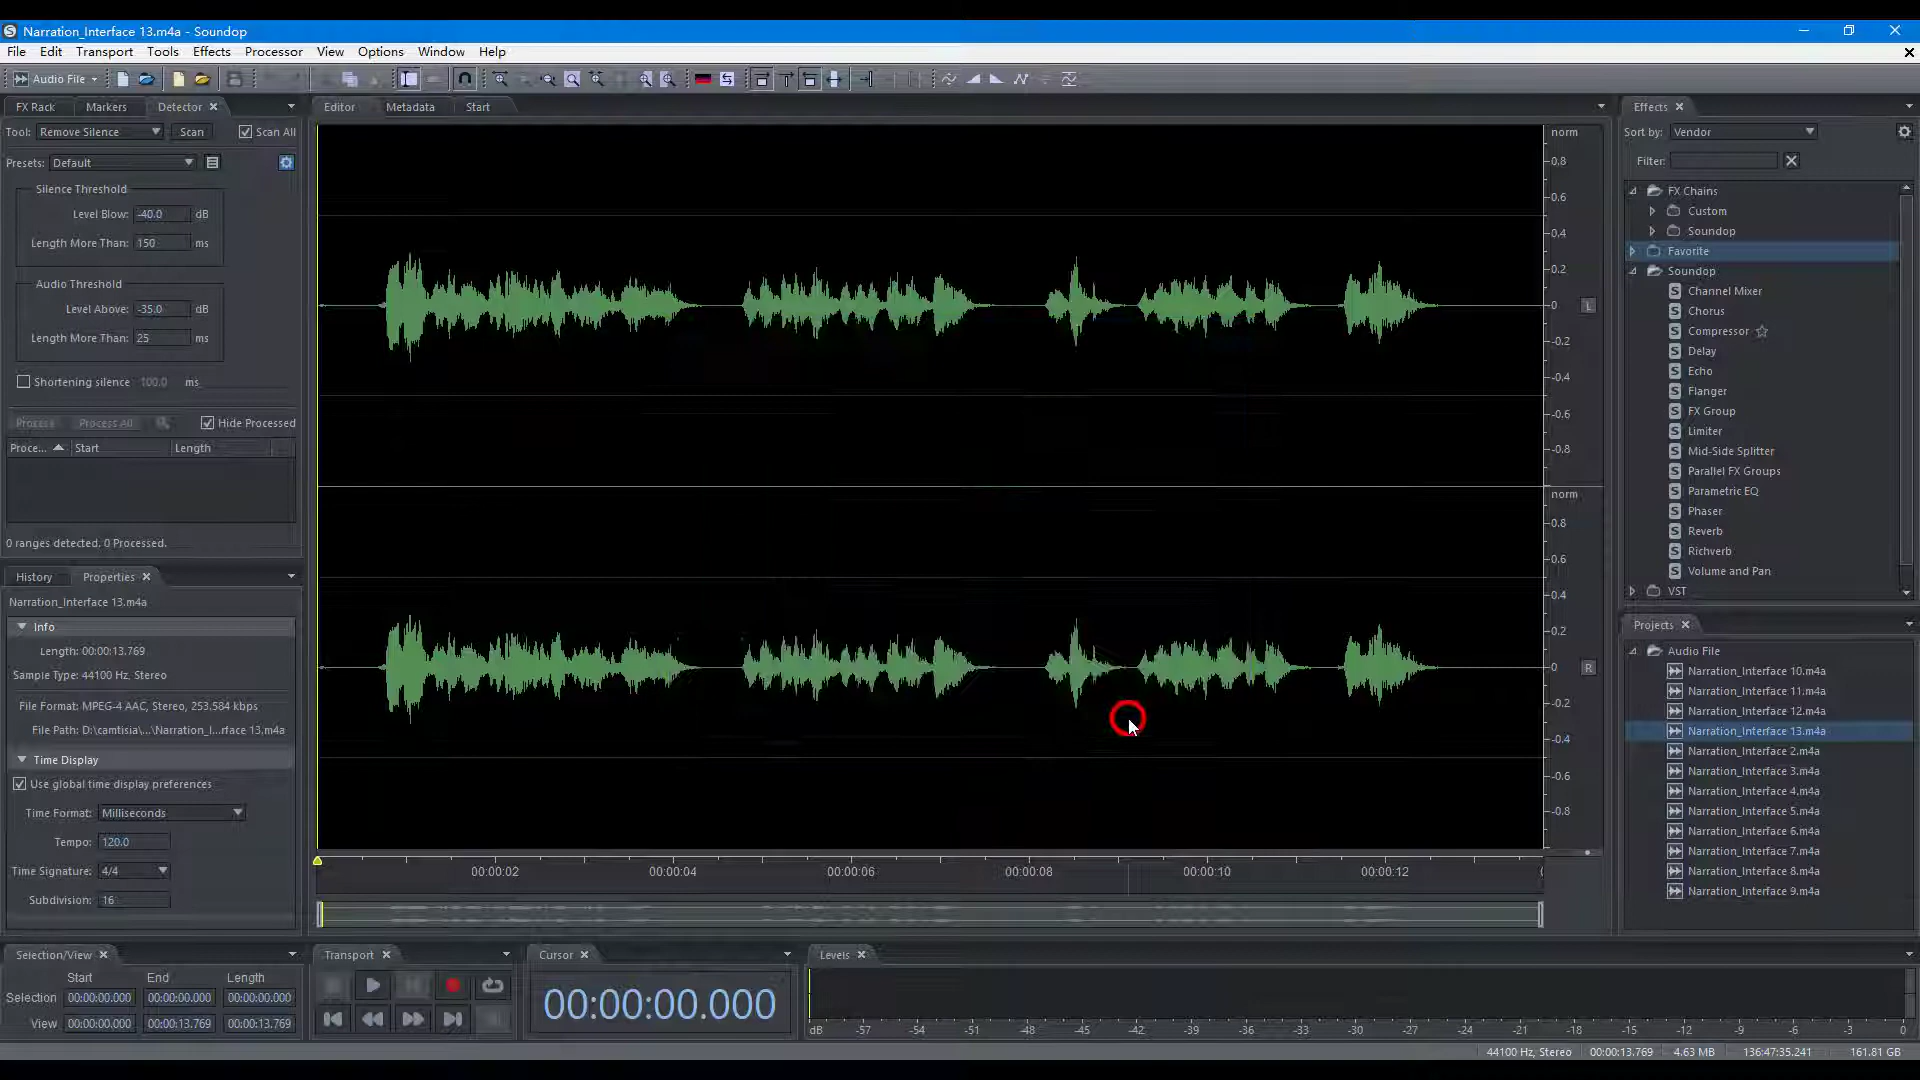 Narration_Interface 13.m4a - Soundop
File Edit Transport Tools Effects Processor View Options Window Help
Audio File
FX Rack Markers Detector
Tool: Remove Silence Scan Scan All
Presets: Default
Silence Threshold
Level Blow: -40.0 dB
Length More Than: 150 ms
Audio Threshold
Level Above: -35.0 dB
Length More Than: 25 ms
Shortening silence 100.0 ms
Process Process All Hide Processed
Proce... Start Length
0 ranges detected. 0 Processed.
History Properties
Narration_Interface 13.m4a
Info
Length: 00:00:13.769
Sample Type: 44100 Hz, Stereo
File Format: MPEG-4 AAC, Stereo, 253.584 kbps
File Path: D:\camtisia\...\Narration_I...rface 13.m4a
Time Display
Use global time display preferences
Time Format: Milliseconds
Tempo: 120.0
Time Signature: 4/4
Subdivision: 16
Editor Metadata Start
norm
0.8
0.6
0.4
0.2
0
-0.2
-0.4
-0.6
-0.8
L
norm
0.8
0.6
0.4
0.2
0
-0.2
-0.4
-0.6
-0.8
R
00:00:02 00:00:04 00:00:06 00:00:08 00:00:10 00:00:12
Effects
Sort by: Vendor
Filter:
FX Chains
Custom
Soundop
Favorite
Soundop
Channel Mixer
Chorus
Compressor
Delay
Echo
Flanger
FX Group
Limiter
Mid-Side Splitter
Parallel FX Groups
Parametric EQ
Phaser
Reverb
Richverb
Volume and Pan
VST
Projects
Audio File
Narration_Interface 10.m4a
Narration_Interface 11.m4a
Narration_Interface 12.m4a
Narration_Interface 13.m4a
Narration_Interface 2.m4a
Narration_Interface 3.m4a
Narration_Interface 4.m4a
Narration_Interface 5.m4a
Narration_Interface 6.m4a
Narration_Interface 7.m4a
Narration_Interface 8.m4a
Narration_Interface 9.m4a
Selection/View
Start End Length
Selection 00:00:00.000 00:00:00.000 00:00:00.000
View 00:00:00.000 00:00:13.769 00:00:13.769
Transport
Cursor
00:00:00.000
Levels
dB -57 -54 -51 -48 -45 -42 -39 -36 -33 -30 -27 -24 -21 -18 -15 -12 -9 -6 -3 0
44100 Hz, Stereo 00:00:13.769 4.63 MB 136:47:35.241 161.81 GB